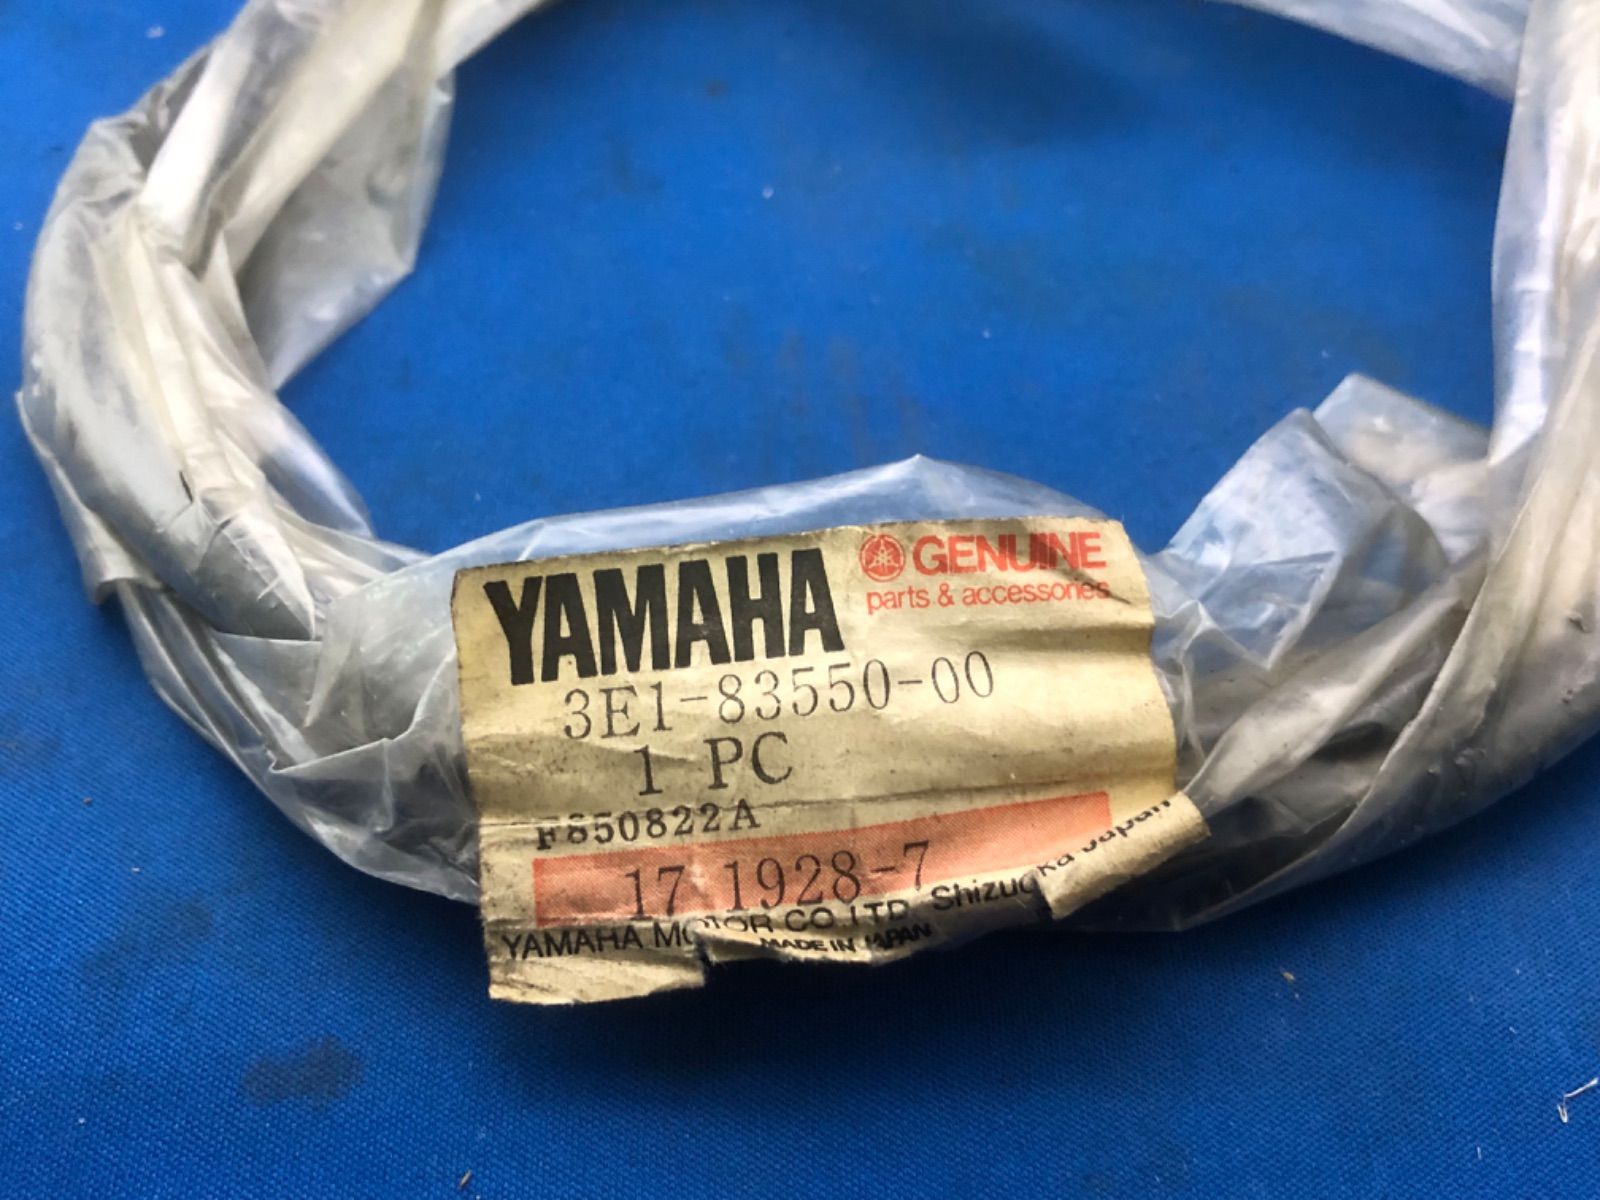 YAMAHA GENUINE
parts & accessories
3E1-83550-00
1 PC
F850822A
17 1928-7
YAMAHA MOTOR CO. LTD. Shizuoka Japan
MADE IN JAPAN